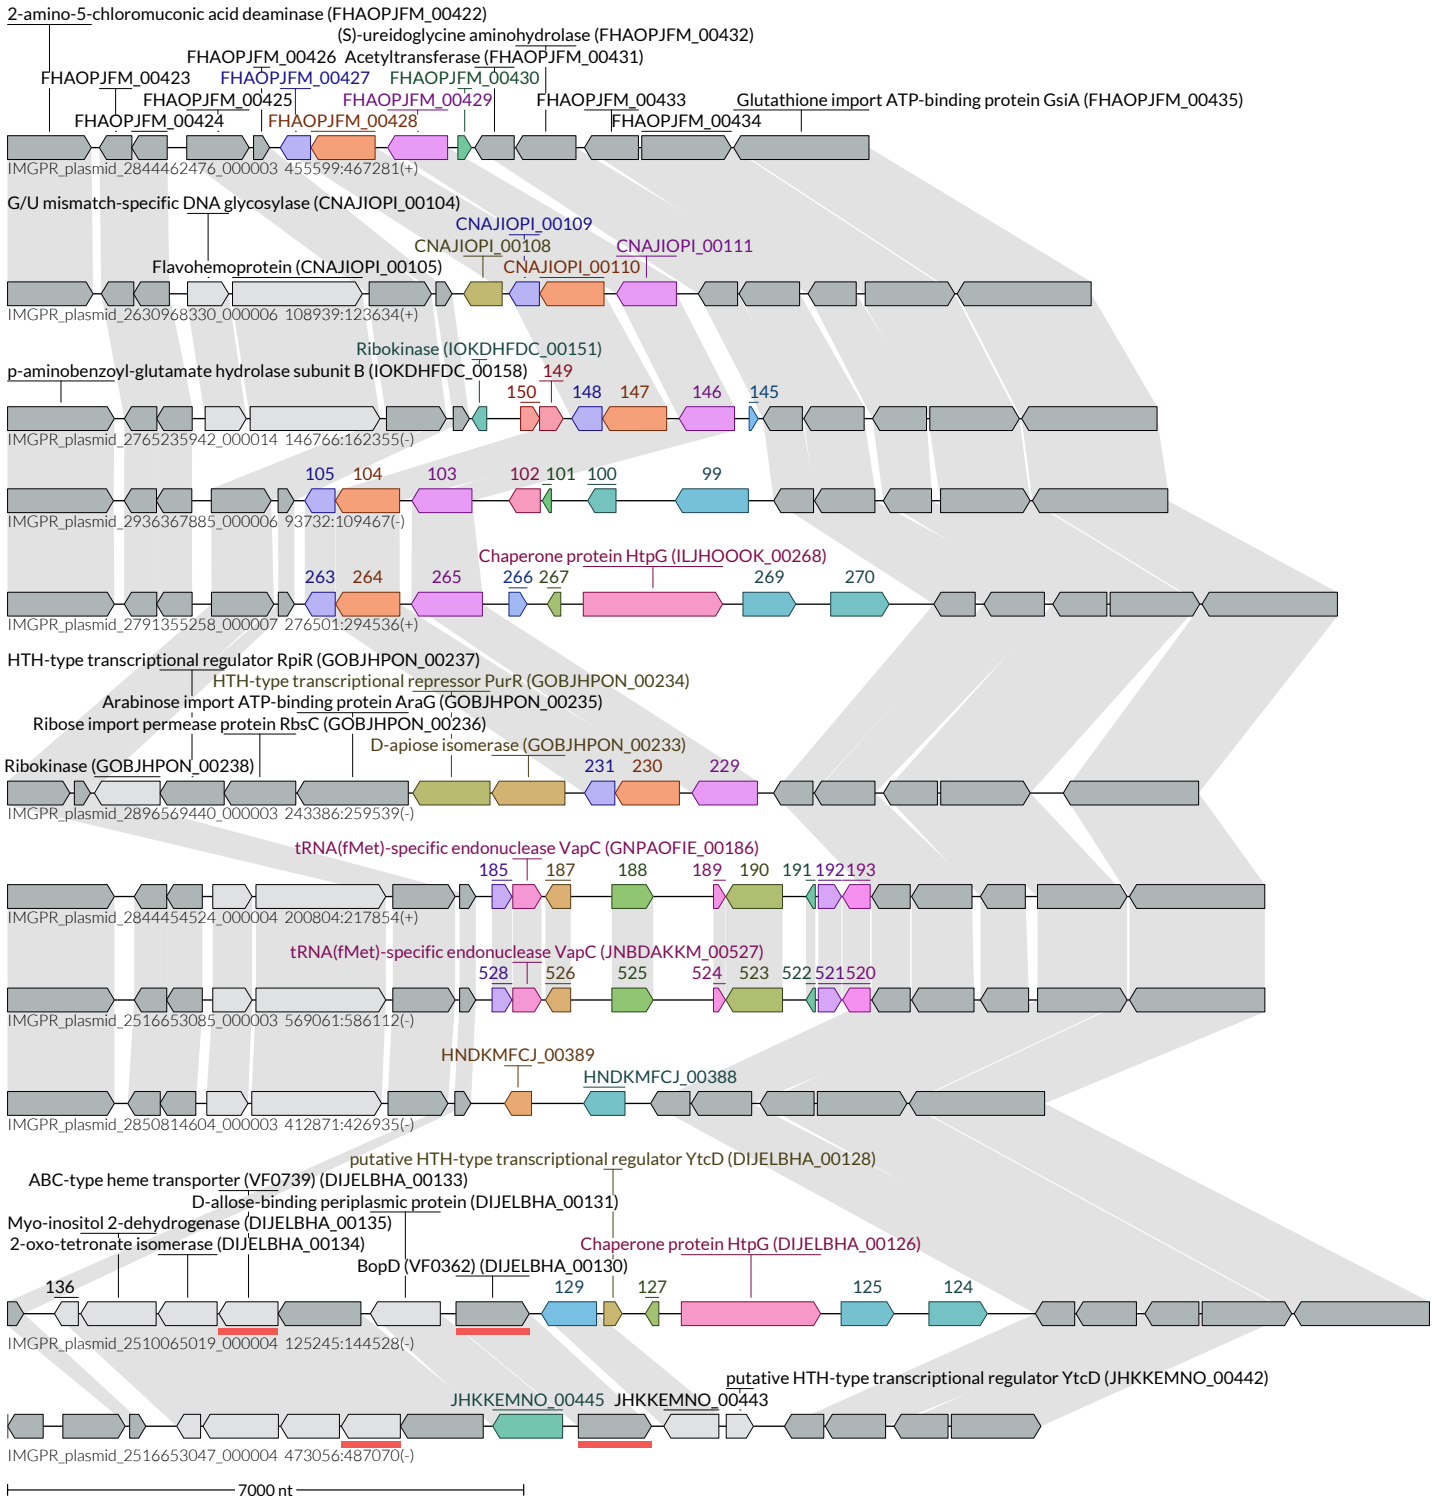 2-amino-5-chloromuconic acid deaminase (FHAOPJFM_00422)
(S)-ureidoglycine aminohydrolase (FHAOPJFM_00432)
FHAOPJFM_00426 Acetyltransferase (FHAOPJFM_00431)
FHAOPJFM_00423 FHAOPJFM_00427 FHAOPJFM_00430
FHAOPJFM_00425 FHAOPJFM_00429 FHAOPJFM_00433 Glutathione import ATP-binding protein GsiA (FHAOPJFM_00435)
FHAOPJFM_00424 FHAOPJFM_00428 FHAOPJFM_00434
IMGPR_plasmid_2844462476_000003 455599:467281(+)
G/U mismatch-specific DNA glycosylase (CNAJIOPI_00104)
CNAJIOPI_00109
CNAJIOPI_00108 CNAJIOPI_00111
Flavohemoprotein (CNAJIOPI_00105) CNAJIOPI_00110
IMGPR_plasmid_2630968330_000006 108939:123634(+)
Ribokinase (IOKDHFDC_00151)
p-aminobenzoyl-glutamate hydrolase subunit B (IOKDHFDC_00158) 149
150 148 147 146 145
IMGPR_plasmid_2765235942_000014 146766:162355(-)
105 104 103 102 101 100 99
IMGPR_plasmid_2936367885_000006 93732:109467(-)
Chaperone protein HtpG (ILJHOOOK_00268)
263 264 265 266 267 269 270
IMGPR_plasmid_2791355258_000007 276501:294536(+)
HTH-type transcriptional regulator RpiR (GOBJHPON_00237)
HTH-type transcriptional repressor PurR (GOBJHPON_00234)
Arabinose import ATP-binding protein AraG (GOBJHPON_00235)
Ribose import permease protein RbsC (GOBJHPON_00236)
D-apiose isomerase (GOBJHPON_00233)
Ribokinase (GOBJHPON_00238) 231 230 229
IMGPR_plasmid_2896569440_000003 243386:259539(-)
tRNA(fMet)-specific endonuclease VapC (GNPAOFIE_00186)
185 187 188 189 190 191 192 193
IMGPR_plasmid_2844454524_000004 200804:217854(+)
tRNA(fMet)-specific endonuclease VapC (JNBDAKKM_00527)
528 526 525 524 523 522 521 520
IMGPR_plasmid_2516653085_000003 569061:586112(-)
HNDKMFCJ_00389
HNDKMFCJ_00388
IMGPR_plasmid_2850814604_000003 412871:426935(-)
putative HTH-type transcriptional regulator YtcD (DIJELBHA_00128)
ABC-type heme transporter (VF0739) (DIJELBHA_00133)
D-allose-binding periplasmic protein (DIJELBHA_00131)
Myo-inositol 2-dehydrogenase (DIJELBHA_00135)
2-oxo-tetronate isomerase (DIJELBHA_00134) Chaperone protein HtpG (DIJELBHA_00126)
BopD (VF0362) (DIJELBHA_00130)
136 129 127 125 124
IMGPR_plasmid_2510065019_000004 125245:144528(-)
putative HTH-type transcriptional regulator YtcD (JHKKEMNO_00442)
JHKKEMNO_00445 JHKKEMNO_00443
IMGPR_plasmid_2516653047_000004 473056:487070(-)
7000 nt